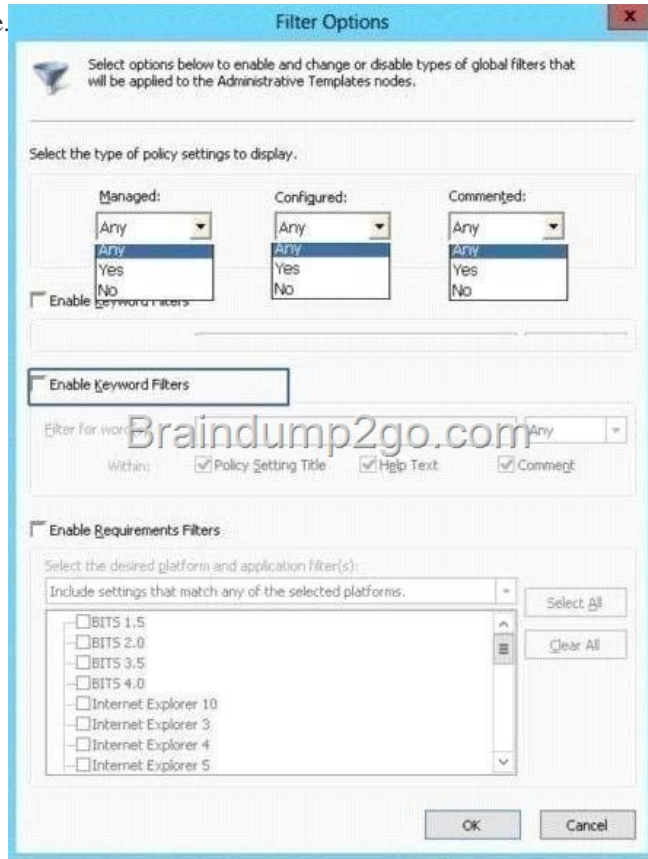 e.
Filter Options
x
Select options below to enable and change or disable types of global filters that
will be applied to the Administrative Templates nodes.
Select the type of policy settings to display.
Managed: Configured: Commented:
Any Any Any
Any Any Any
Yes Yes Yes
No No No
Enable Keyword Filters
Enable Keyword Filters
Filter for Any
Braindump2go.com
Within: Policy Setting Title Help Text Comment
Enable Requirements Filters
Select the desired platform and application filter(s):
Include settings that match any of the selected platforms.
Select All
BITS 1.5
BITS 2.0
Clear All
BITS 3.5
BITS 4.0
Internet Explorer 10
Internet Explorer 3
Internet Explorer 4
Internet Explorer 5
OK Cancel